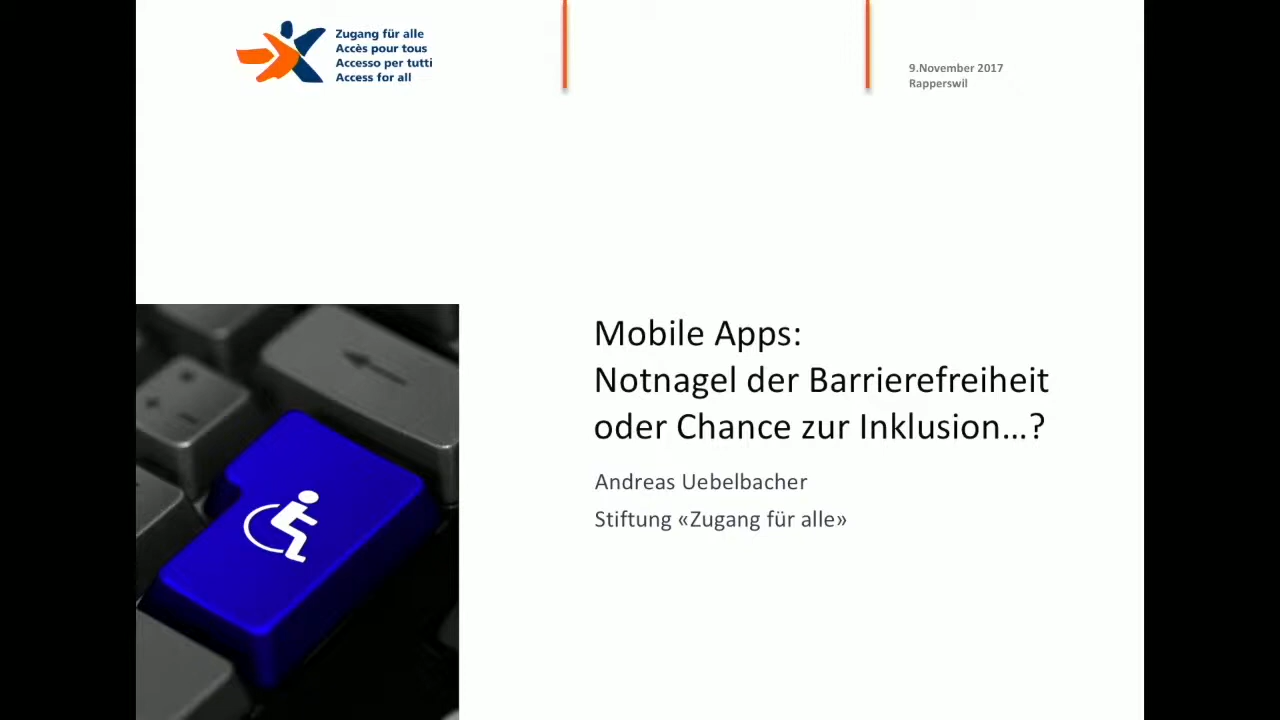 Zugang für alle
Accès pour tous
Accesso per tutti
Access for all
9.November 2017
Rapperswil
Mobile Apps:
Notnagel der Barrierefreiheit
oder Chance zur Inklusion...?
Andreas Uebelbacher
Stiftung «Zugang für alle»